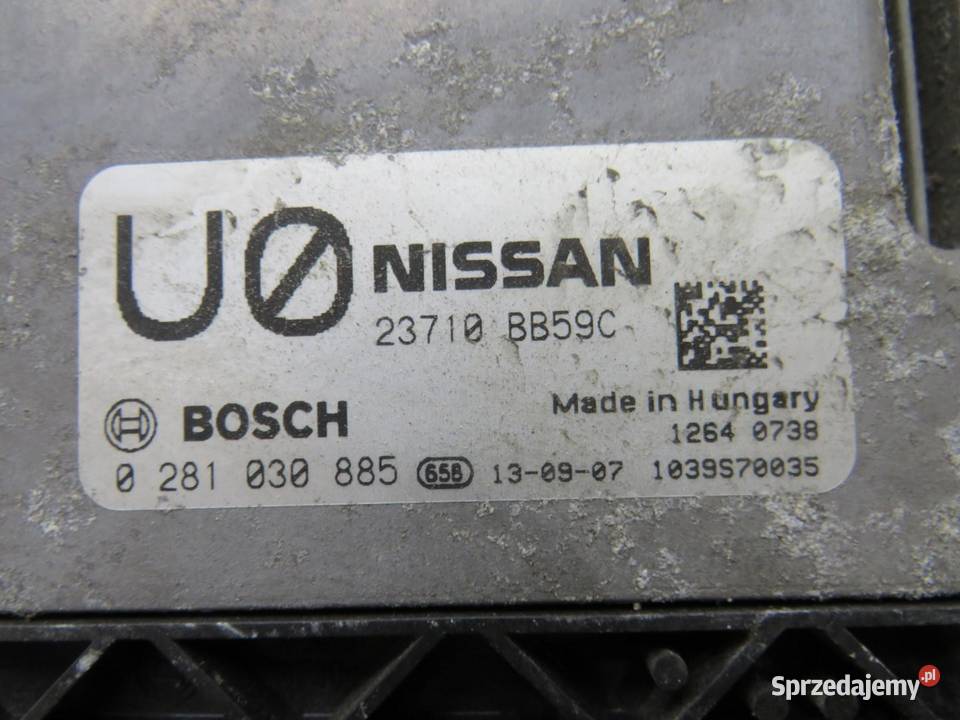 U0 NISSAN
23710 BB59C
BOSCH
Made in Hungary
1264 0738
0 281 030 885 658 13-09-07 1039S70035
Sprzedajemy.pl